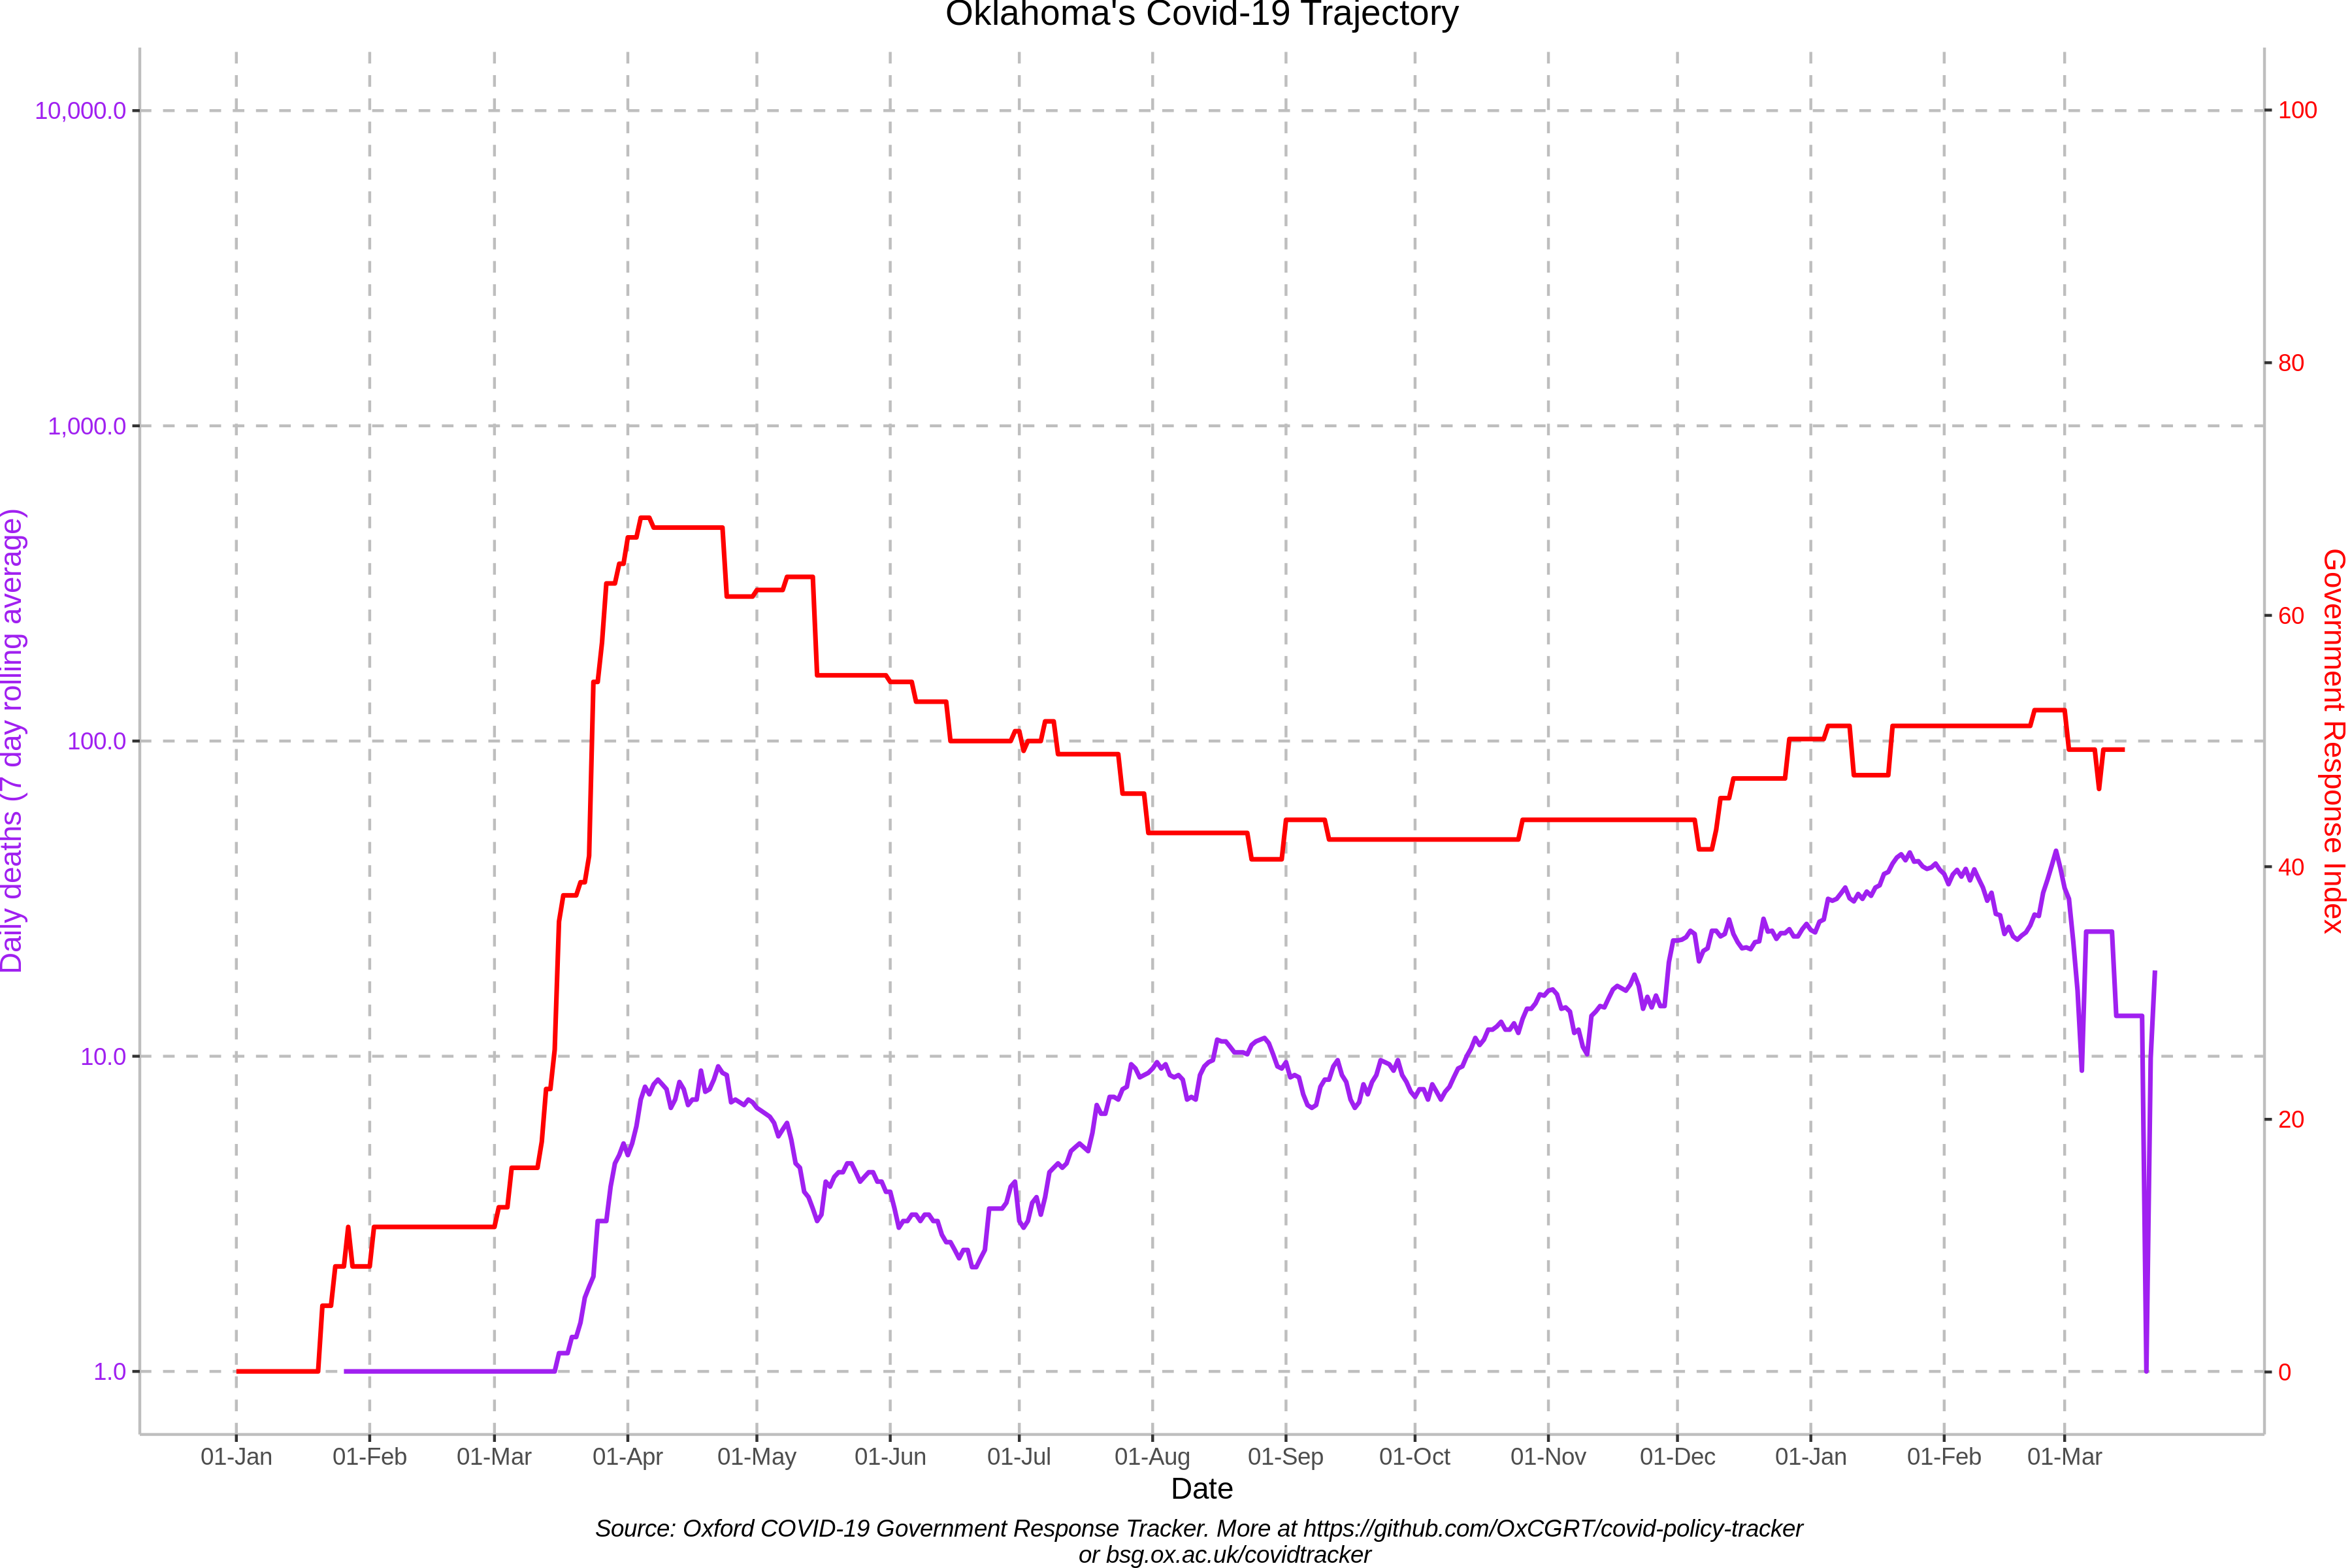 Oklahoma's Covid-19 Trajectory
10,000.0
1,000.0
100.0
10.0
1.0
Daily deaths (7 day rolling average)
100
80
60
40
20
0
Government Response Index
01-Jan 01-Feb 01-Mar 01-Apr 01-May 01-Jun 01-Jul 01-Aug 01-Sep 01-Oct 01-Nov 01-Dec 01-Jan 01-Feb 01-Mar
Date
Source: Oxford COVID-19 Government Response Tracker. More at https://github.com/OxCGRT/covid-policy-tracker
or bsg.ox.ac.uk/covidtracker